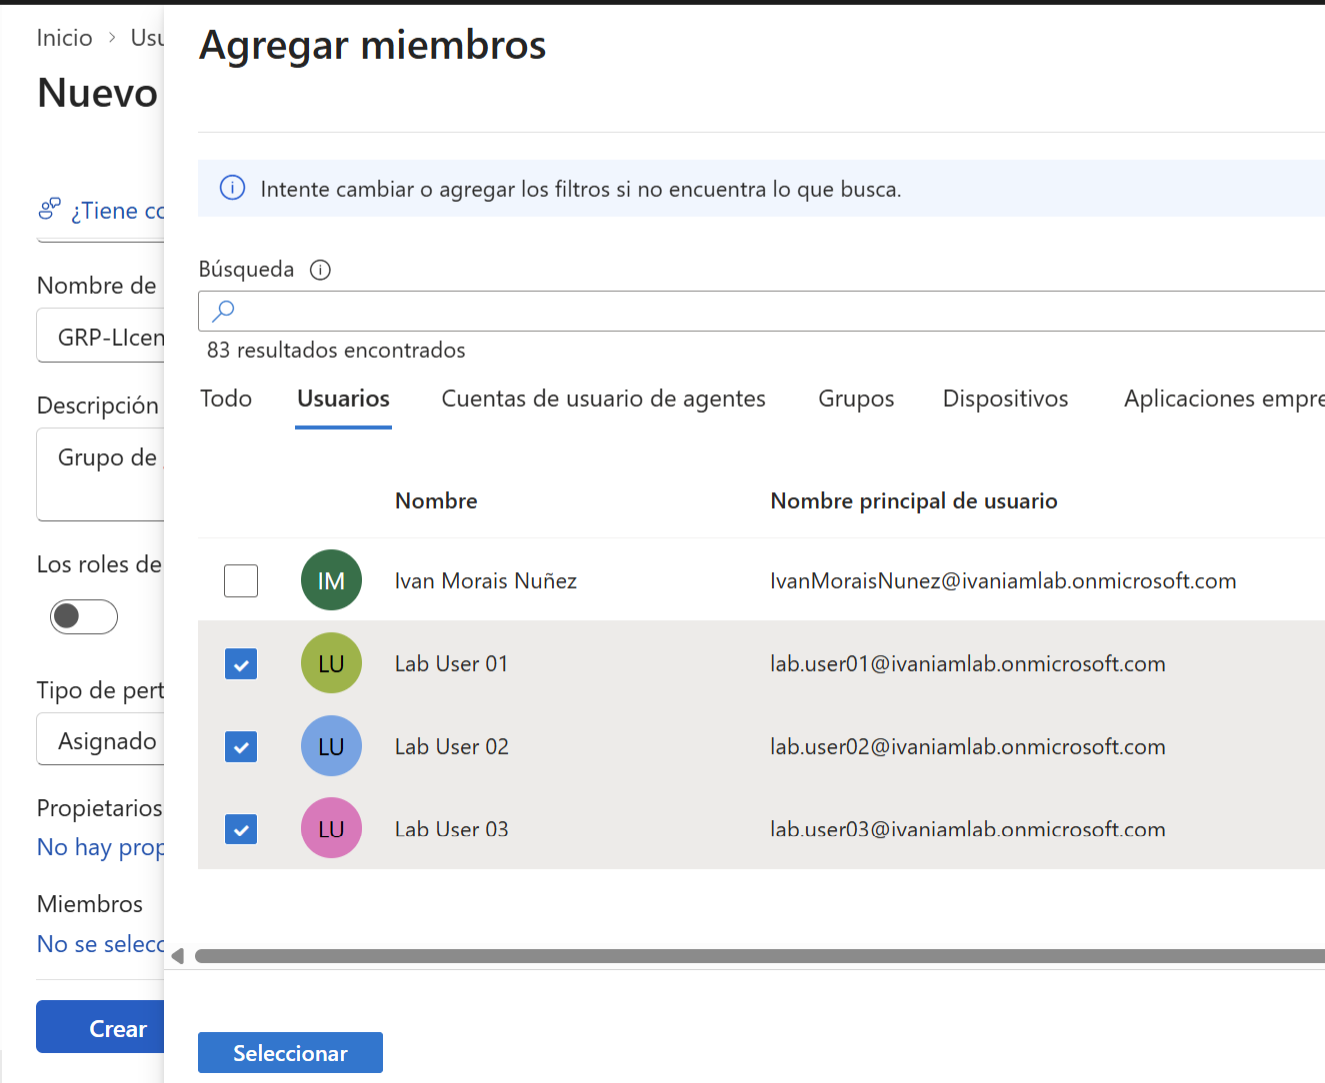 Inicio > Usu
Nuevo
¿Tiene co
Nombre de
GRP-LIcen
Descripción
Grupo de
Los roles de
Tipo de pert
Asignado
Propietarios
No hay prop
Miembros
No se selecc
Crear
Agregar miembros
Intente cambiar o agregar los filtros si no encuentra lo que busca.
Búsqueda
83 resultados encontrados
Todo Usuarios Cuentas de usuario de agentes Grupos Dispositivos Aplicaciones empre
Nombre Nombre principal de usuario
IM Ivan Morais Nuñez IvanMoraisNunez@ivaniamlab.onmicrosoft.com
LU Lab User 01 lab.user01@ivaniamlab.onmicrosoft.com
LU Lab User 02 lab.user02@ivaniamlab.onmicrosoft.com
LU Lab User 03 lab.user03@ivaniamlab.onmicrosoft.com
Seleccionar